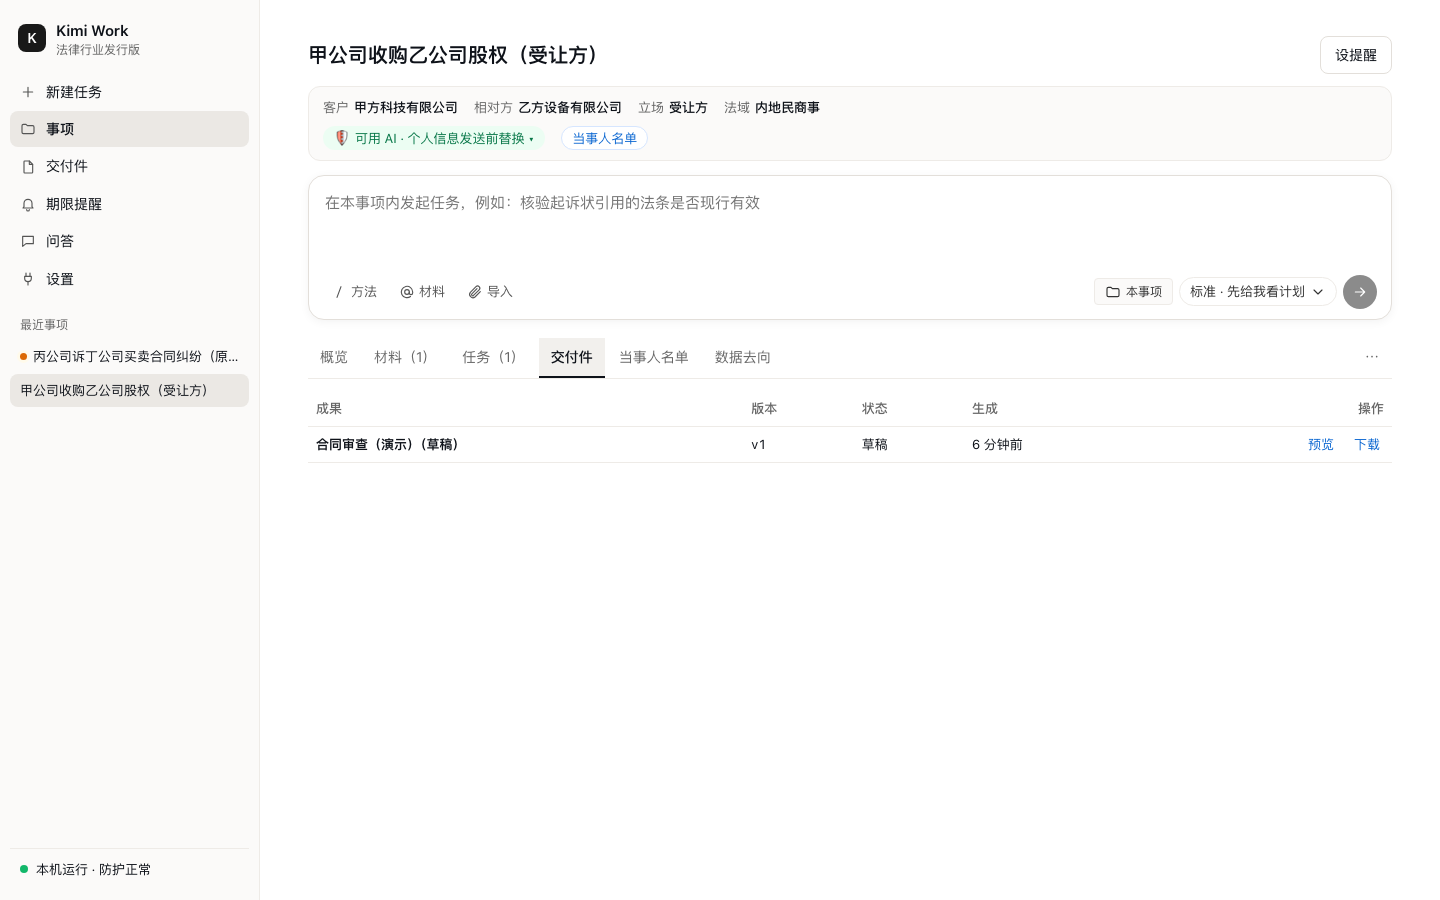 K
Kimi Work
法律行业发行版
新建任务
事项
交付件
期限提醒
问答
设置
最近事项
丙公司诉丁公司买卖合同纠纷（原...
甲公司收购乙公司股权（受让方）
本机运行 · 防护正常
甲公司收购乙公司股权（受让方）
设提醒
客户 甲方科技有限公司 相对方 乙方设备有限公司 立场 受让方 法域 内地民商事
可用 AI · 个人信息发送前替换 ▾ 当事人名单
在本事项内发起任务，例如：核验起诉状引用的法条是否现行有效
/ 方法 @ 材料 导入 本事项 标准 · 先给我看计划
概览 材料（1） 任务（1） 交付件 当事人名单 数据去向 ···
成果 版本 状态 生成 操作
合同审查（演示）（草稿） v1 草稿 6 分钟前 预览 下载